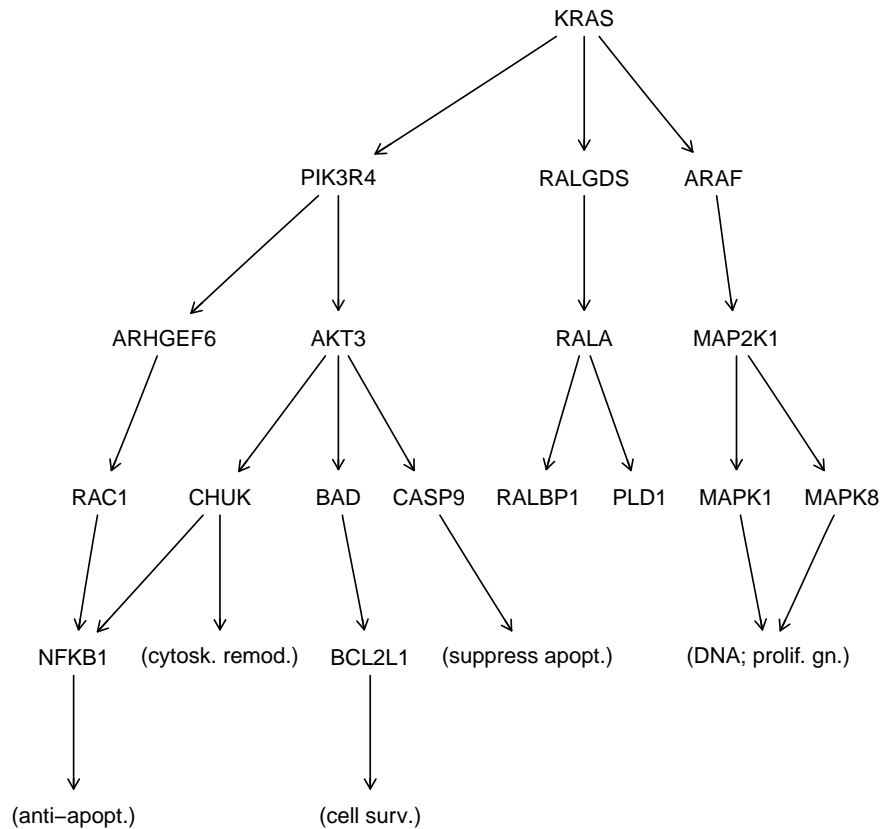 KRAS
PIK3R4 RALGDS ARAF
ARHGEF6 AKT3 RALA MAP2K1
RAC1 CHUK BAD CASP9 RALBP1 PLD1 MAPK1 MAPK8
NFKB1 (cytosk. remod.) BCL2L1 (suppress apopt.) (DNA; prolif. gn.)
(anti−apopt.) (cell surv.)